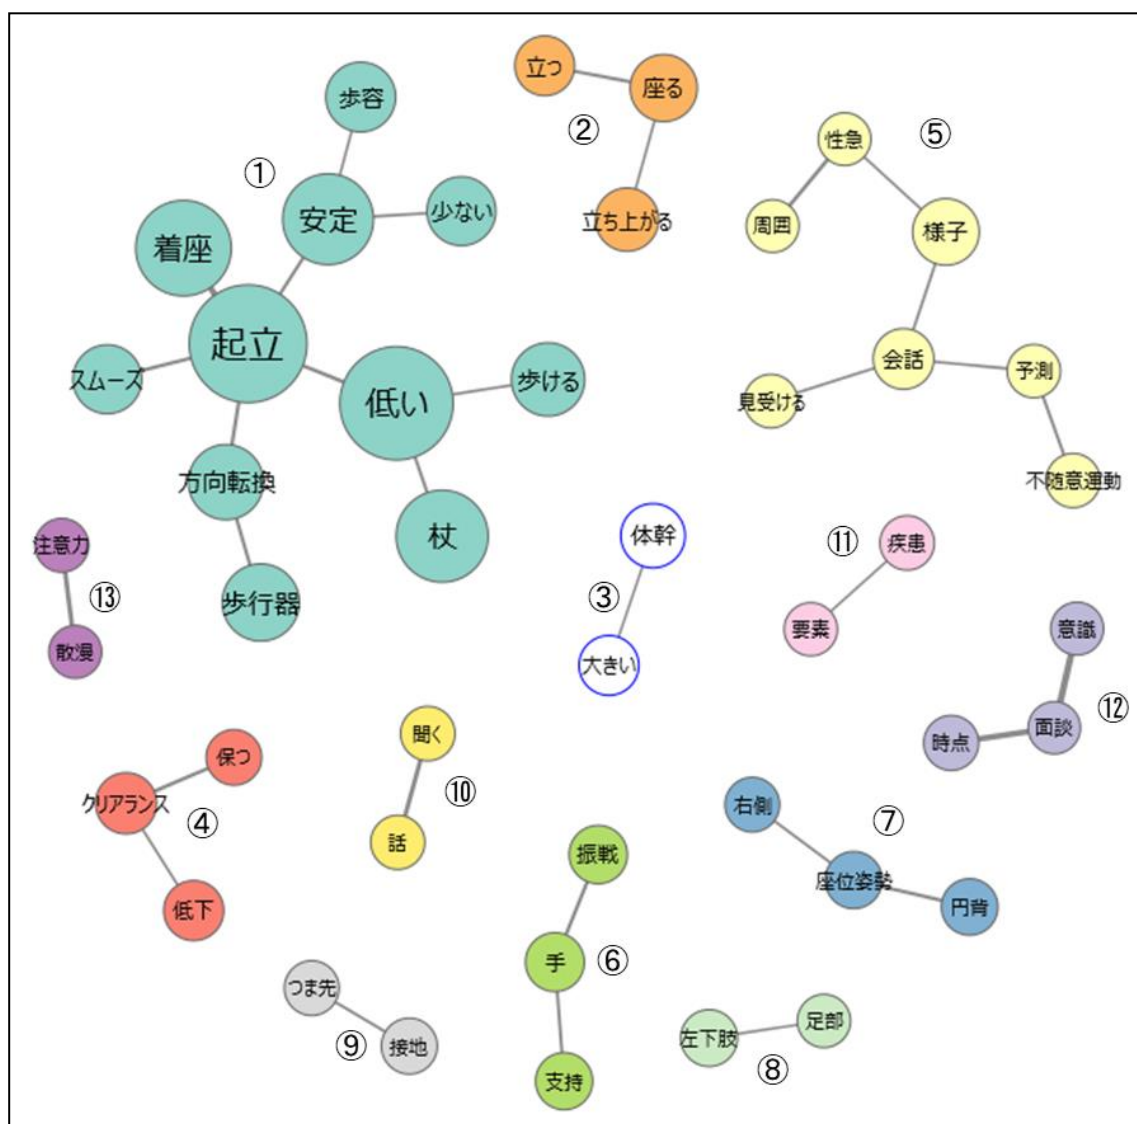 歩容
①
安定
少ない
着座
起立
スムーズ
低い
歩ける
方向転換
杖
歩行器
立つ
座る
②
立ち上がる
性急
⑤
周囲
様子
会話
予測
見受ける
不随意運動
注意力
⑬
散漫
体幹
③
大きい
疾患
⑪
要素
意識
⑫
面談
時点
保つ
クリアランス
④
低下
聞く
⑩
話
振戦
手
⑥
支持
右側
⑦
座位姿勢
円背
つま先
⑨
接地
足部
左下肢
⑧